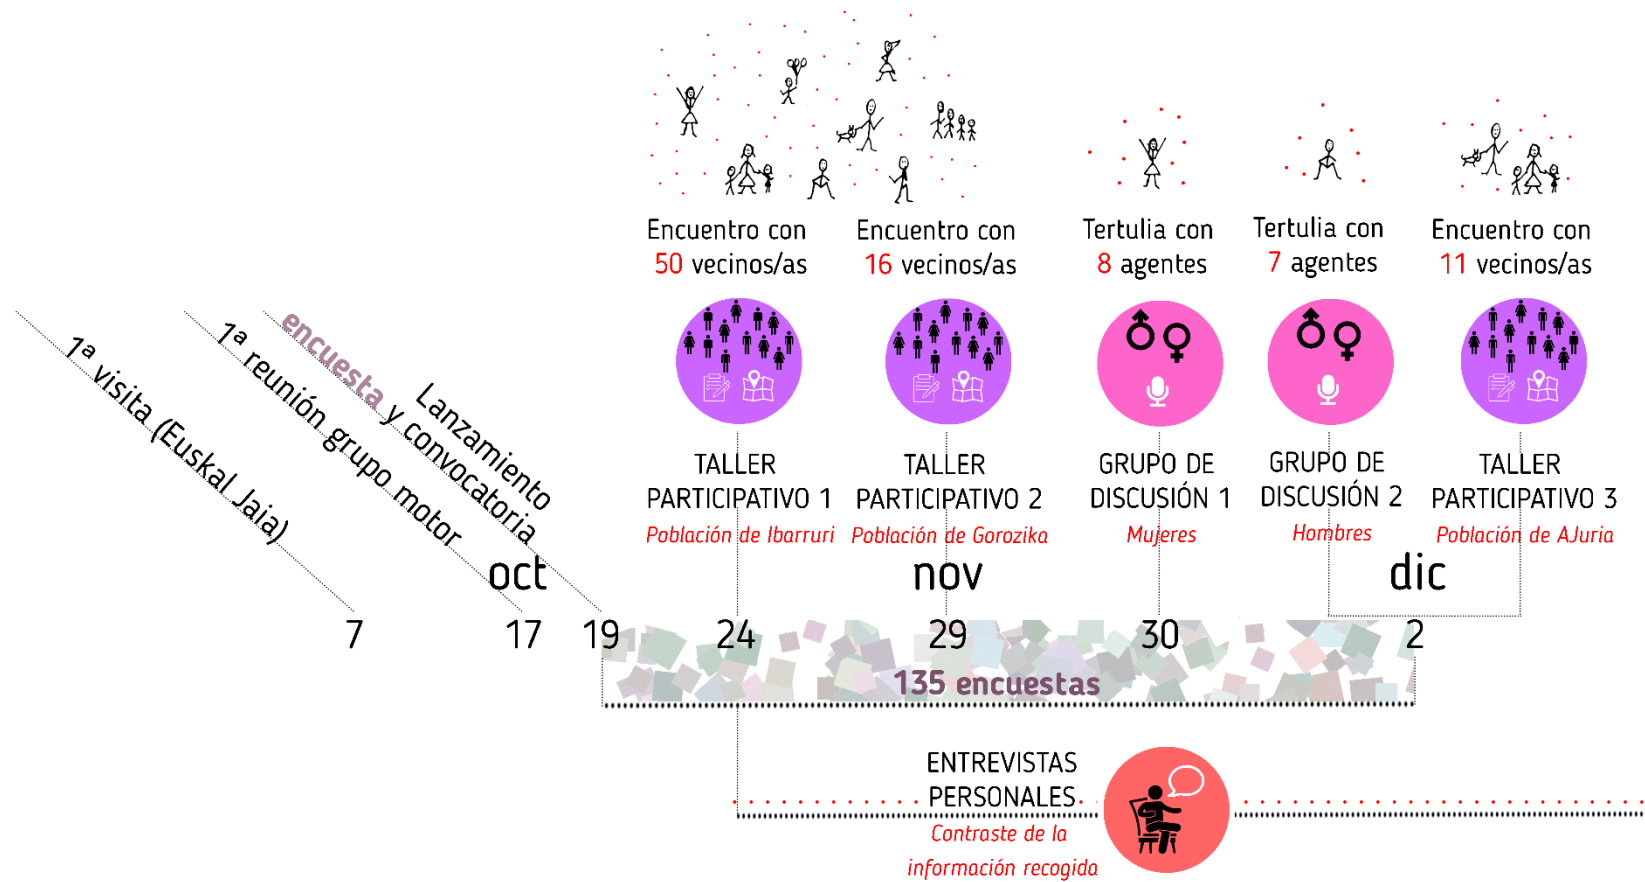 Encuentro con
50 vecinos/as
Encuentro con
16 vecinos/as
Tertulia con
8 agentes
Tertulia con
7 agentes
Encuentro con
11 vecinos/as
1ª visita (Euskal Jaia)
1ª reunión grupo motor
Lanzamiento
encuesta y convocatoria
TALLER
PARTICIPATIVO 1
Población de Ibarruri
TALLER
PARTICIPATIVO 2
Población de Gorozika
GRUPO DE
DISCUSIÓN 1
Mujeres
GRUPO DE
DISCUSIÓN 2
Hombres
TALLER
PARTICIPATIVO 3
Población de AJuria
oct
nov
dic
7
17
19
24
29
30
2
135 encuestas
ENTREVISTAS
PERSONALES
Contraste de la
información recogida